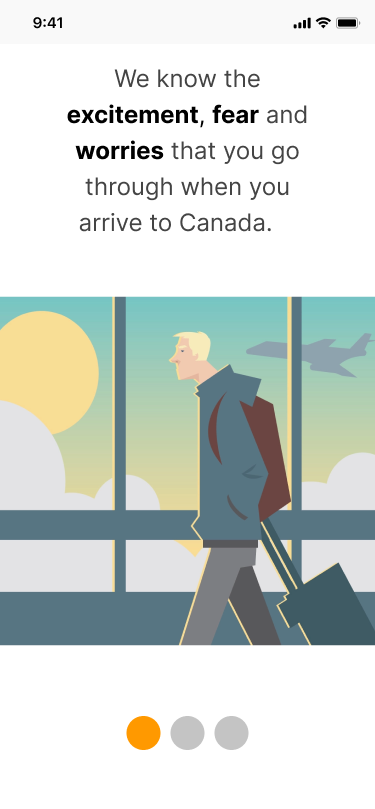 9:41
We know the
excitement, fear and
worries that you go
through when you
arrive to Canada.